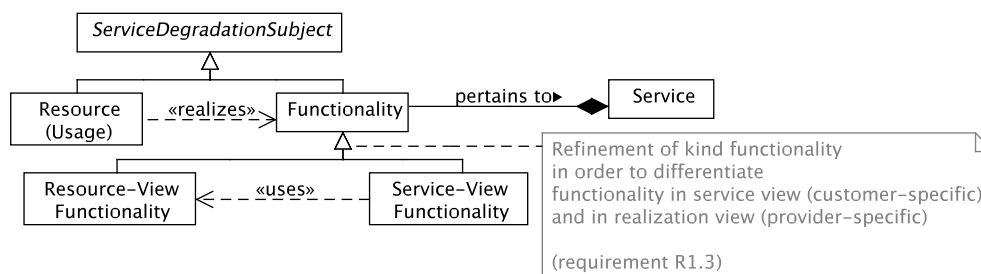 ServiceDegradationSubject
Resource
(Usage)
«realizes»
Functionality
pertains to▶
Service
Resource-View
Functionality
«uses»
Service-View
Functionality
Refinement of kind functionality
in order to differentiate
functionality in service view (customer-specific)
and in realization view (provider-specific)
(requirement R1.3)